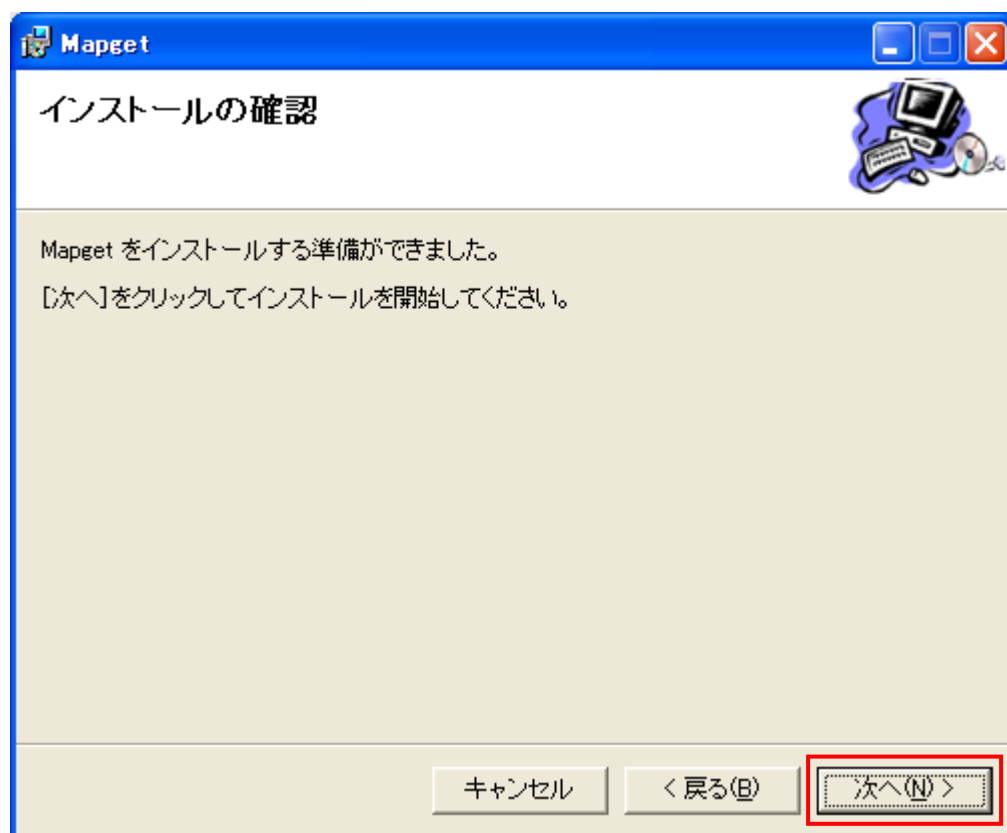 Mapget
インストールの確認
Mapget をインストールする準備ができました。
[次へ]をクリックしてインストールを開始してください。
キャンセル
< 戻る(B)
次へ(N) >